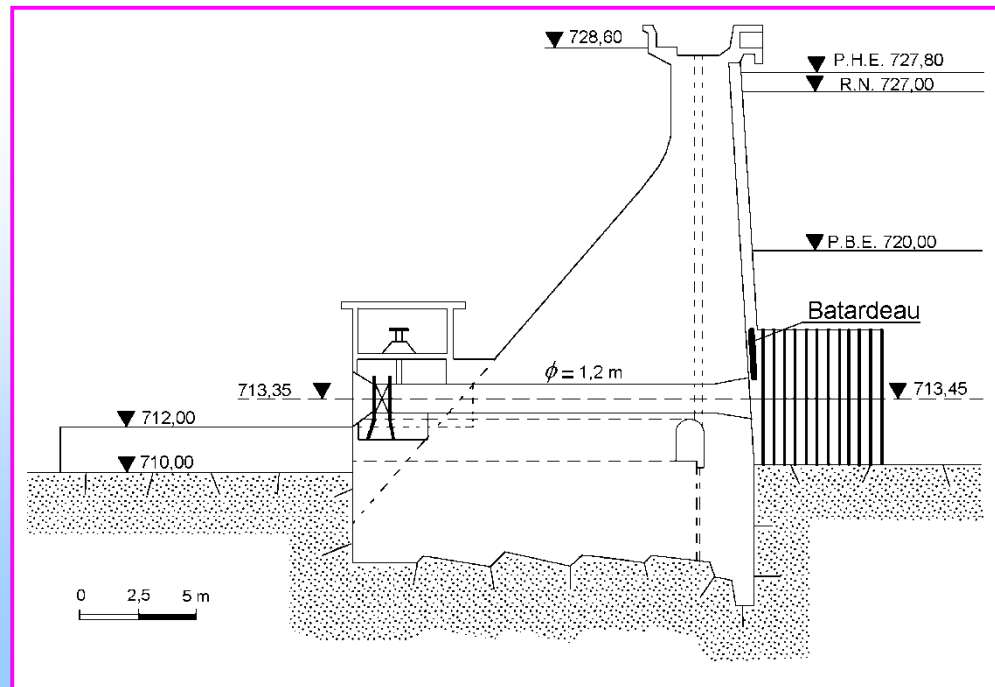 728,60
P.H.E. 727,80
R.N. 727,00
P.B.E. 720,00
Batardeau
ϕ = 1,2 m
713,35
713,45
712,00
710,00
0 2,5 5 m